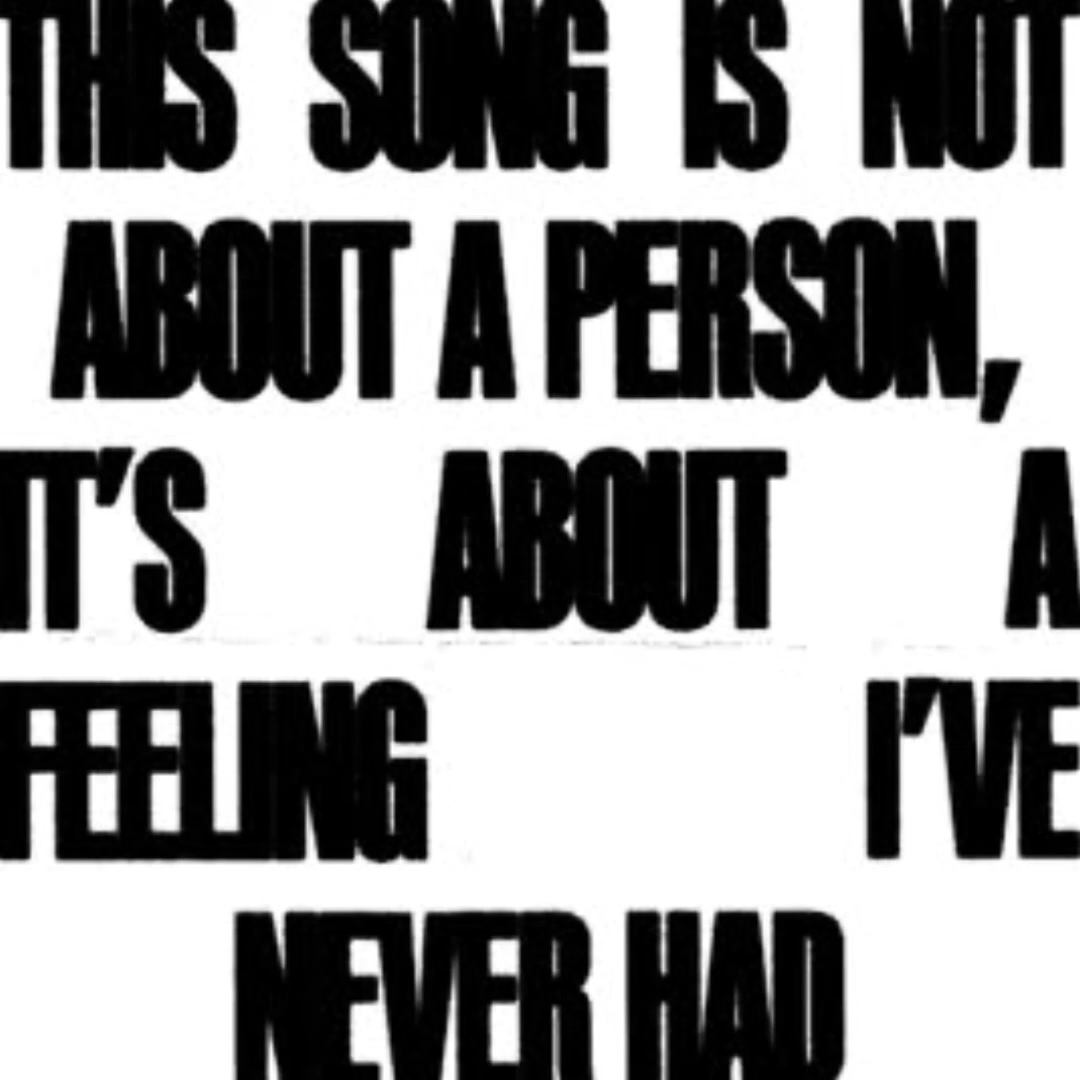 THIS SONG IS NOT
ABOUT A PERSON,
IT'S ABOUT A
FEELING I'VE
NEVER HAD